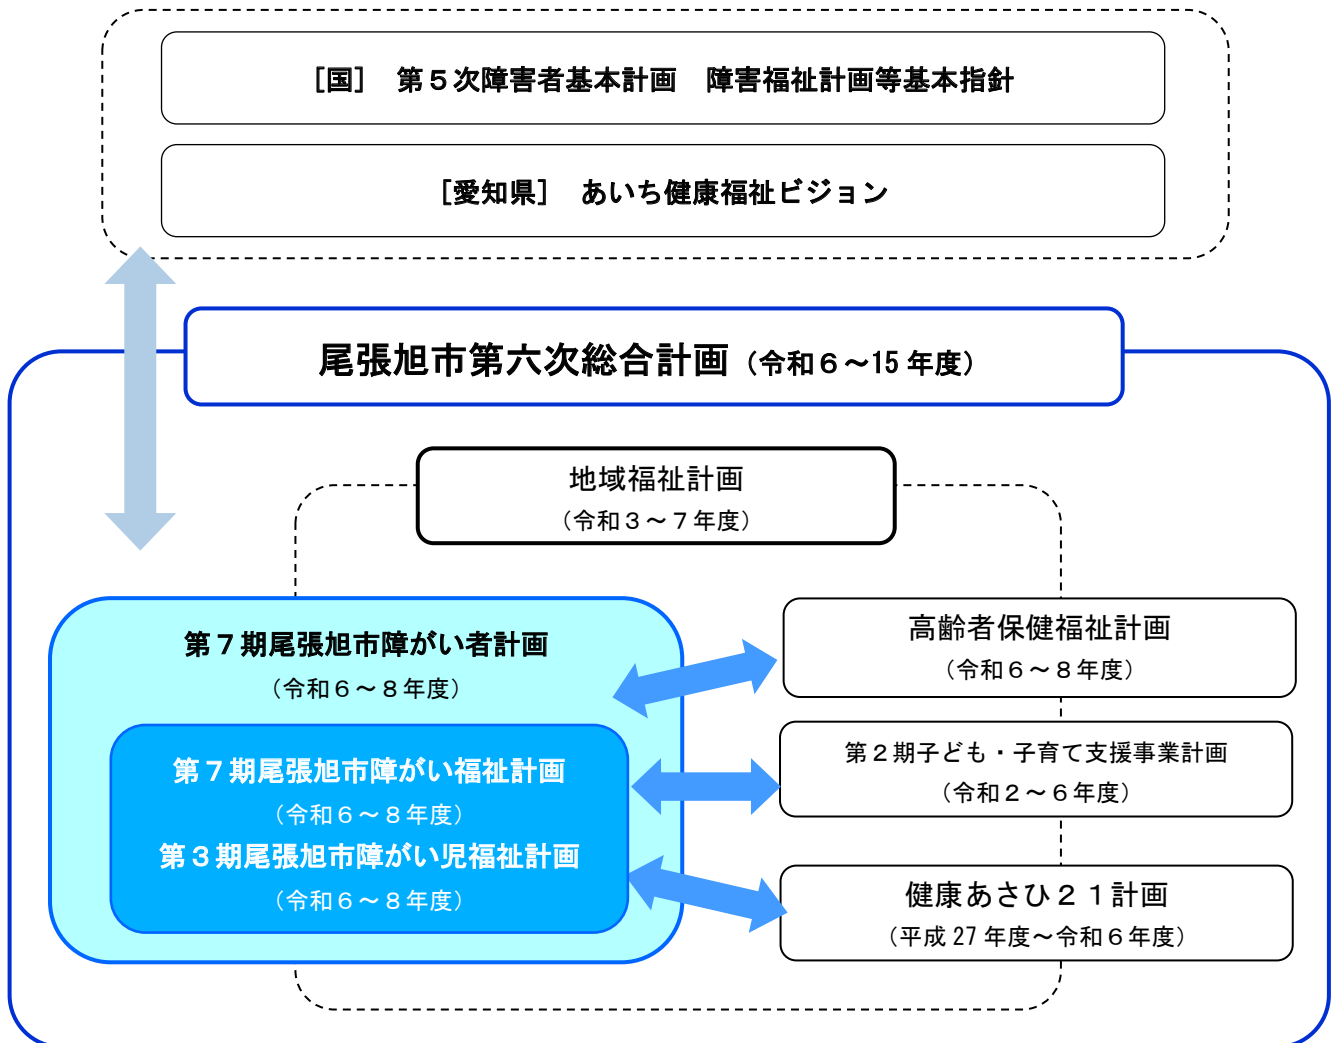 ［国］　第５次障害者基本計画　障害福祉計画等基本指針
［愛知県］　あいち健康福祉ビジョン
尾張旭市第六次総合計画（令和６～15 年度）
地域福祉計画
（令和３～７年度）
第７期尾張旭市障がい者計画
（令和６～８年度）
第７期尾張旭市障がい福祉計画
（令和６～８年度）
第３期尾張旭市障がい児福祉計画
（令和６～８年度）
高齢者保健福祉計画
（令和６～８年度）
第２期子ども・子育て支援事業計画
（令和２～６年度）
健康あさひ２１計画
（平成 27 年度～令和６年度）